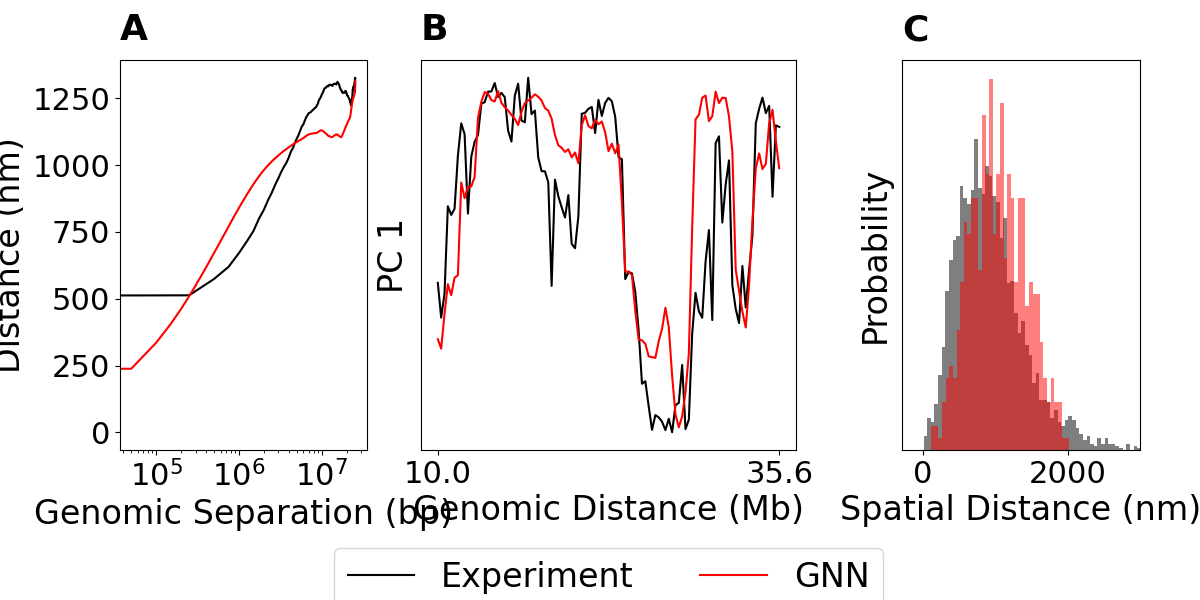 A B C
Distance (nm)
1250
1000
750
500
250
0
10^5 10^6 10^7
Genomic Separation (bp)
PC 1
10.0 35.6
Genomic Distance (Mb)
Probability
0 2000
Spatial Distance (nm)
Experiment GNN